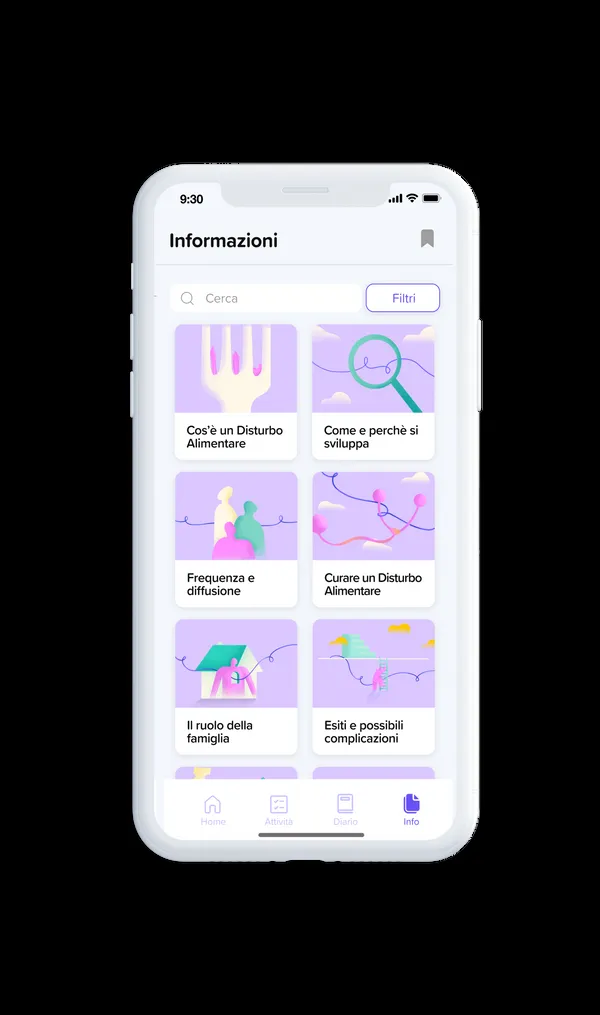 9:30
Informazioni
Cerca
Filtri
Cos'è un Disturbo
Alimentare
Come e perchè si
sviluppa
Frequenza e
diffusione
Curare un Disturbo
Alimentare
Il ruolo della
famiglia
Esiti e possibili
complicazioni
Home
Attività
Diario
Info